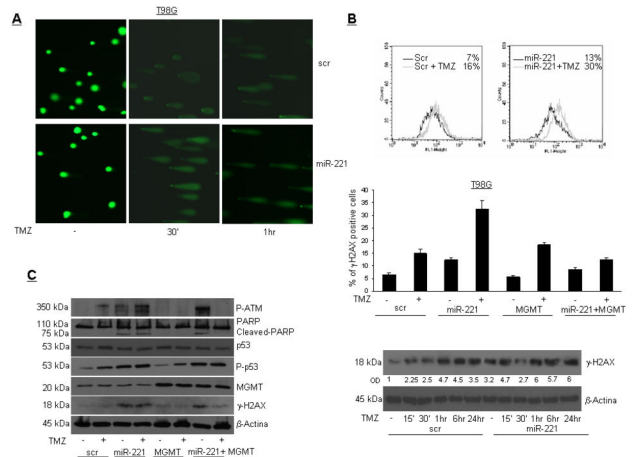 A
T98G
scr
miR-221
TMZ - 30' 1hr
B
Scr 7%
Scr + TMZ 16%
miR-221 13%
miR-221+TMZ 30%
Counts
FL1-Height
T98G
% of γH2AX positive cells
40
35
30
25
20
15
10
5
0
TMZ - + - + - + - +
scr miR-221 MGMT miR-221+MGMT
18 kDa γ-H2AX
OD 1 2.25 2.5 4.7 4.5 3.5 3.2 4.7 2.7 6 5.7 6
45 kDa β-Actina
TMZ - 15' 30' 1hr 6hr 24hr - 15' 30' 1hr 6hr 24hr
scr miR-221
C
350 kDa P-ATM
110 kDa PARP
75 kDa Cleaved-PARP
53 kDa p53
53 kDa P-p53
20 kDa MGMT
18 kDa γ-H2AX
45 kDa β-Actina
TMZ - + - + - + - +
scr miR-221 MGMT miR-221+ MGMT